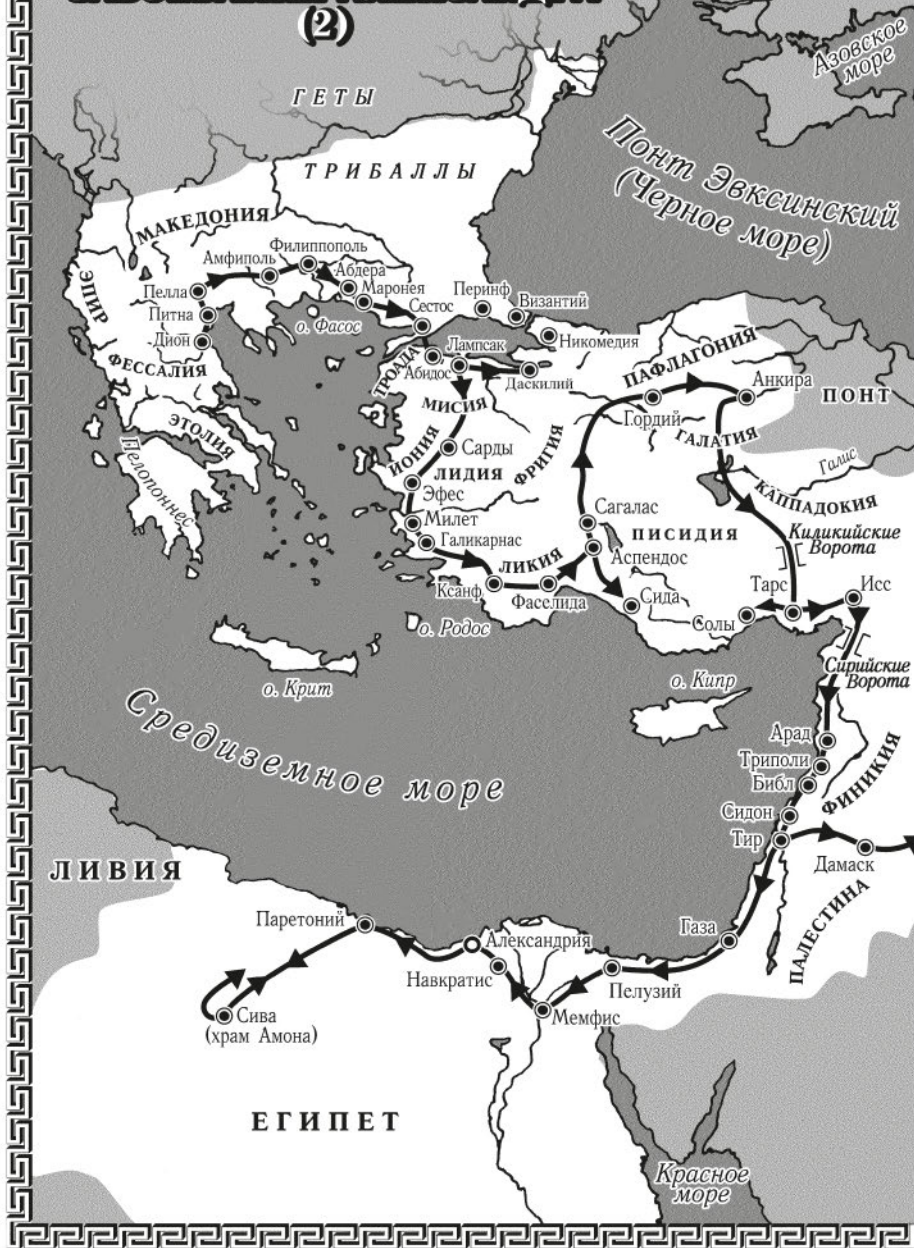 (2)
Азовское
море
ГЕТЫ
ТРИБАЛЛЫ
Понт Эвксинский
(Черное море)
МАКЕДОНИЯ
Филиппополь
Амфиполь
Абдера
Маронея
ЭПИР
Пелла
Перинф
Византий
Сестос
Питна
о. Фасос
Дион
Лампсак
Никомедия
ТРОАДА
Абидос
Даскилий
ПАФЛАГОНИЯ
Анкира
ФЕССАЛИЯ
ПОНТ
МИСИЯ
Гордий
ЭТОЛИЯ
ГАЛАТИЯ
Сарды
ФРИГИЯ
Галис
ИОНИЯ
ЛИДИЯ
Пелопоннес
Эфес
КАППАДОКИЯ
Сагалас
Милет
ПИСИДИЯ
Киликийские
Ворота
Галикарнас
Аспендос
ЛИКИЯ
Тарс
Исс
Ксанф
Фаселида
Сида
Солы
о. Родос
Сирийские
Ворота
о. Крит
о. Кипр
Средиземное море
Арад
Триполи
Библ
ФИНИКИЯ
Сидон
Тир
ЛИВИЯ
Дамаск
Паретоний
Газа
ПАЛЕСТИНА
Александрия
Навкратис
Пелузий
Сива
(храм Амона)
Мемфис
ЕГИПЕТ
Красное
море